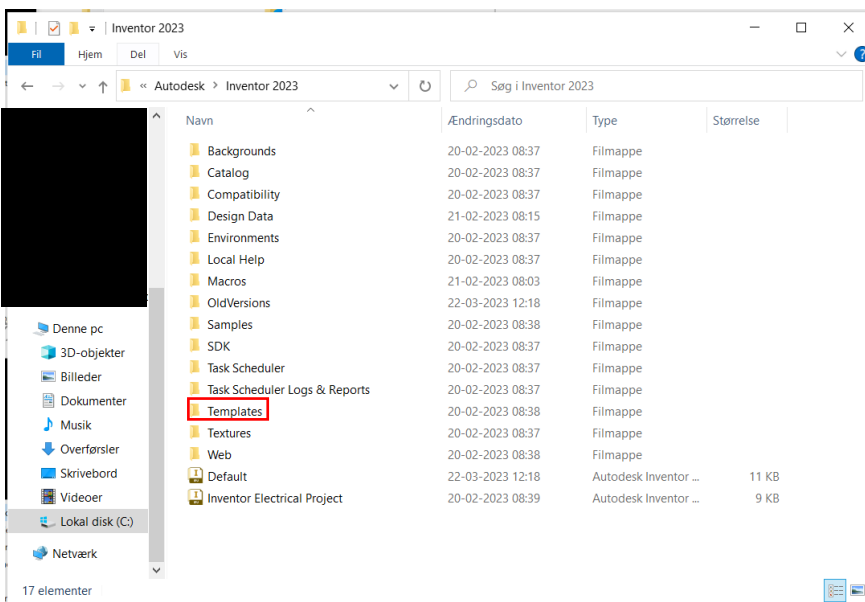 Inventor 2023
Fil Hjem Del Vis
« Autodesk > Inventor 2023 Søg i Inventor 2023
Navn Ændringsdato Type Størrelse
Backgrounds 20-02-2023 08:37 Filmappe
Catalog 20-02-2023 08:37 Filmappe
Compatibility 20-02-2023 08:37 Filmappe
Design Data 21-02-2023 08:15 Filmappe
Environments 20-02-2023 08:37 Filmappe
Local Help 20-02-2023 08:37 Filmappe
Macros 21-02-2023 08:03 Filmappe
OldVersions 22-03-2023 12:18 Filmappe
Samples 20-02-2023 08:38 Filmappe
SDK 20-02-2023 08:37 Filmappe
Task Scheduler 20-02-2023 08:37 Filmappe
Task Scheduler Logs & Reports 20-02-2023 08:37 Filmappe
Templates 20-02-2023 08:38 Filmappe
Textures 20-02-2023 08:37 Filmappe
Web 20-02-2023 08:38 Filmappe
Default 22-03-2023 12:18 Autodesk Inventor ... 11 KB
Inventor Electrical Project 20-02-2023 08:39 Autodesk Inventor ... 9 KB
Denne pc
3D-objekter
Billeder
Dokumenter
Musik
Overførsler
Skrivebord
Videoer
Lokal disk (C:)
Netværk
17 elementer